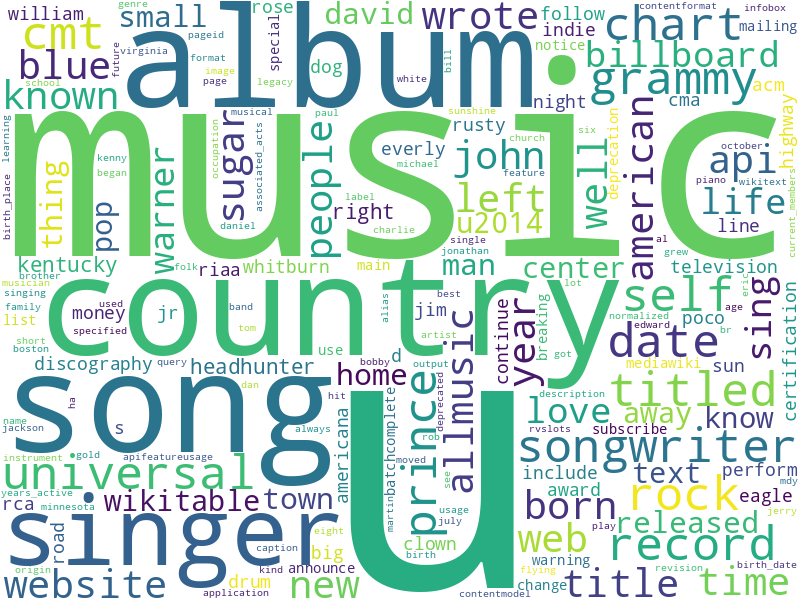 william
small
david
rose
special
wrote
follow
indie
genre
contentformat
infobox
mailing
cmt
album
chart
virginia
pageid
future
format
image
page
legacy
school
dog
white
bill
notice
blue
known
night
billboard
grammy
acm
cma
highway
music
learning
kenny
began
birth_place
thing
pop
warner
occupation
musical
associated_acts
sugar
people
paul
everly
michael
daniel
label
charlie
right
sunshine
rusty
church
feature
john
left
u2014
single
jonathan
six
well
deprecation
american
october
piano
wikitext
api
life
line
al
current_members
kentucky
riaa
whitburn
main
man
center
grew
television
musician
brother
folk
singing
family
list
country
used
money
specified
jr
band
tom
alias
jim
best
artist
use
continue
year
breaking
lot
normalized
self
edward
eric
age
br
poco
sing
certification
short
boston
discography
query
headhunter
dan
bobby
d
hit
home
output
got
date
mediawiki
sun
description
titled
love
away
know
subscribe
rvslots
name
jackson
ha
song
s
always
americana
martin
batchcomplete
prince
rob
deprecated
allmusic
songwriter
instrument
gold
apifeatureusage
moved
universal
years_active
rca
minnesota
wikitable
town
u
see
usage
july
include
text
perform
mdy
award
born
rock
eagle
jerry
singer
road
caption
eight
big
clown
web
play
released
record
origin
drum
kind
announce
birth
warning
flying
change
revision
birth_date
website
application
new
contentmodel
title
time